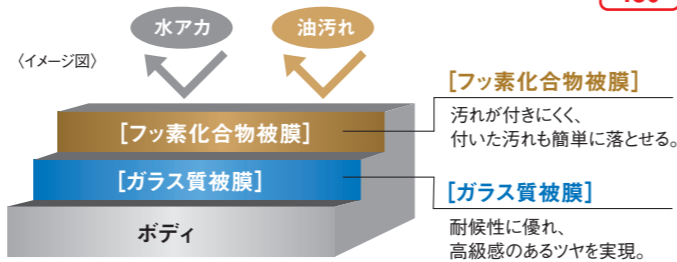 水アカ
油汚れ
〈イメージ図〉
[フッ素化合物被膜]
[ガラス質被膜]
ボディ
[フッ素化合物被膜]
汚れが付きにくく、
付いた汚れも簡単に落とせる。
[ガラス質被膜]
耐候性に優れ、
高級感のあるツヤを実現。